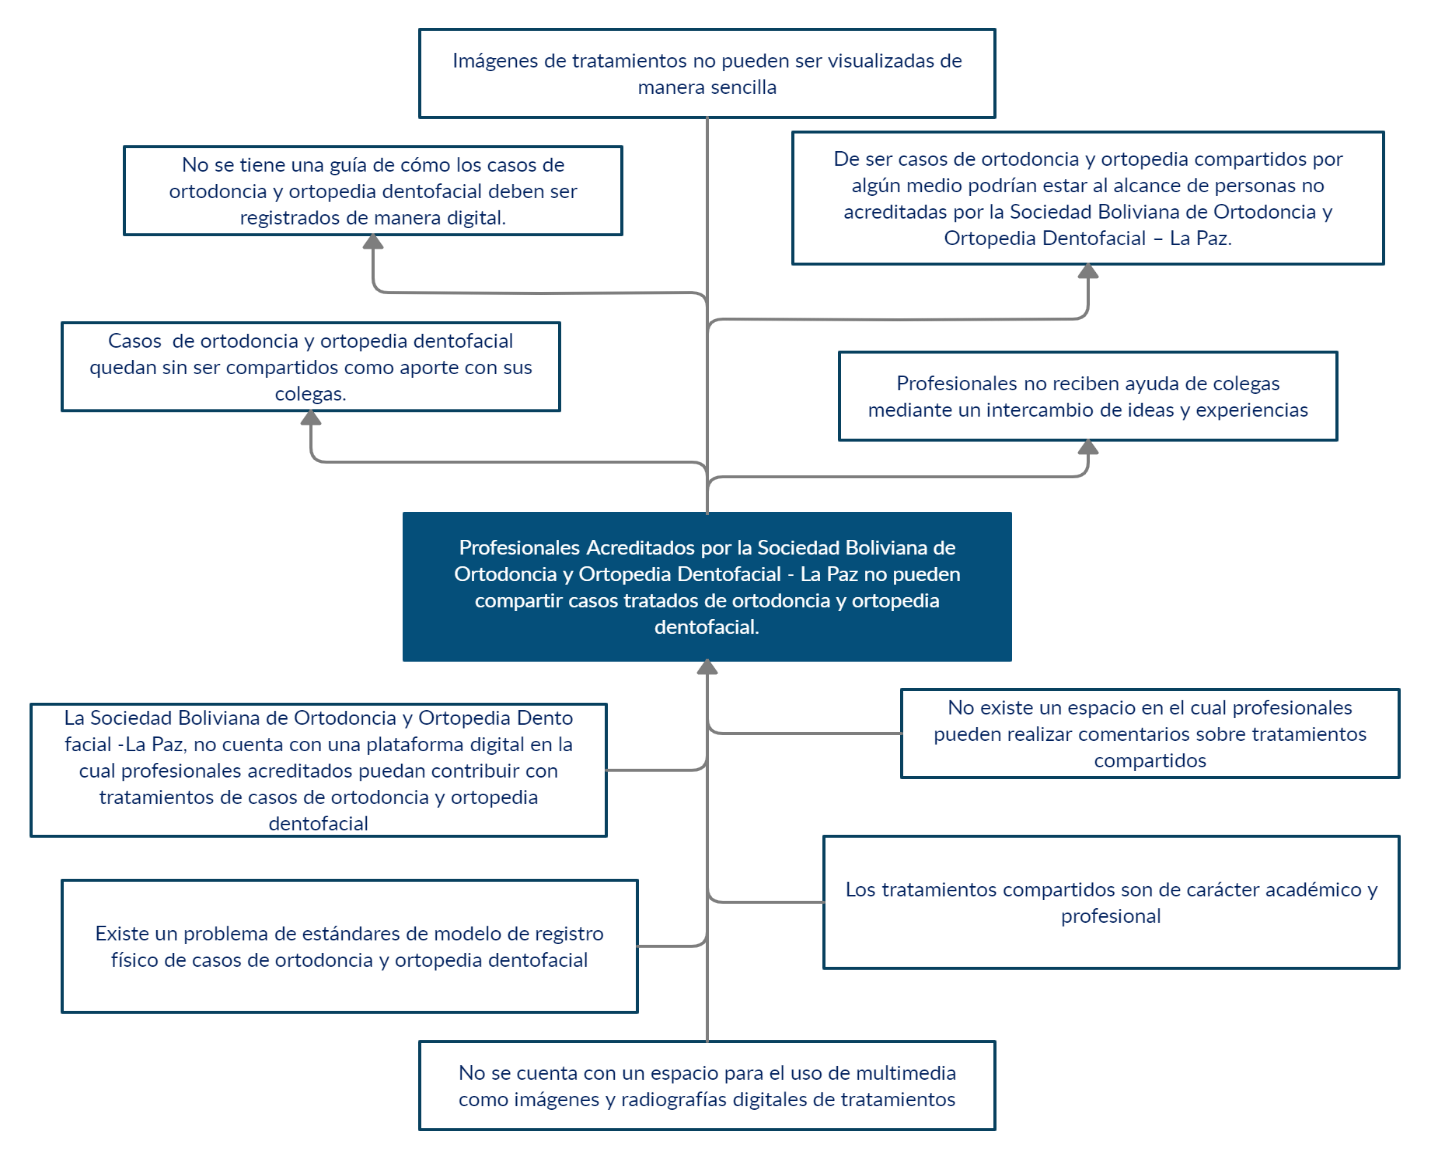 Imágenes de tratamientos no pueden ser visualizadas de
manera sencilla
No se tiene una guía de cómo los casos de
ortodoncia y ortopedia dentofacial deben ser
registrados de manera digital.
De ser casos de ortodoncia y ortopedia compartidos por
algún medio podrían estar al alcance de personas no
acreditadas por la Sociedad Boliviana de Ortodoncia y
Ortopedia Dentofacial – La Paz.
Casos  de ortodoncia y ortopedia dentofacial
quedan sin ser compartidos como aporte con sus
colegas.
Profesionales no reciben ayuda de colegas
mediante un intercambio de ideas y experiencias
Profesionales Acreditados por la Sociedad Boliviana de
Ortodoncia y Ortopedia Dentofacial - La Paz no pueden
compartir casos tratados de ortodoncia y ortopedia
dentofacial.
La Sociedad Boliviana de Ortodoncia y Ortopedia Dento
facial -La Paz, no cuenta con una plataforma digital en la
cual profesionales acreditados puedan contribuir con
tratamientos de casos de ortodoncia y ortopedia
dentofacial
No existe un espacio en el cual profesionales
pueden realizar comentarios sobre tratamientos
compartidos
Los tratamientos compartidos son de carácter académico y
profesional
Existe un problema de estándares de modelo de registro
físico de casos de ortodoncia y ortopedia dentofacial
No se cuenta con un espacio para el uso de multimedia
como imágenes y radiografías digitales de tratamientos